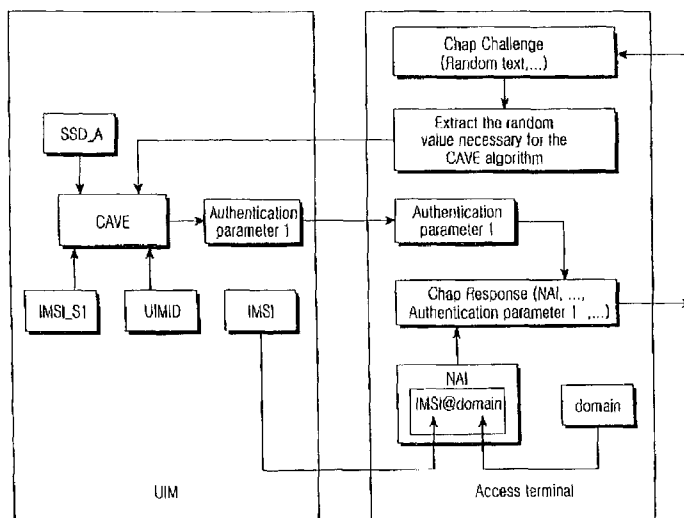 Chap Challenge
(Random text,...)
Extract the random
value necessary for the
CAVE algorithm
SSD_A
CAVE
Authentication
parameter 1
Authentication
parameter 1
IMSI_S1
UIMID
IMSI
Chap Response (NAI, ...,
Authentication parameter 1 ,...)
NAI
IMSI@domain
domain
UIM
Access terminal